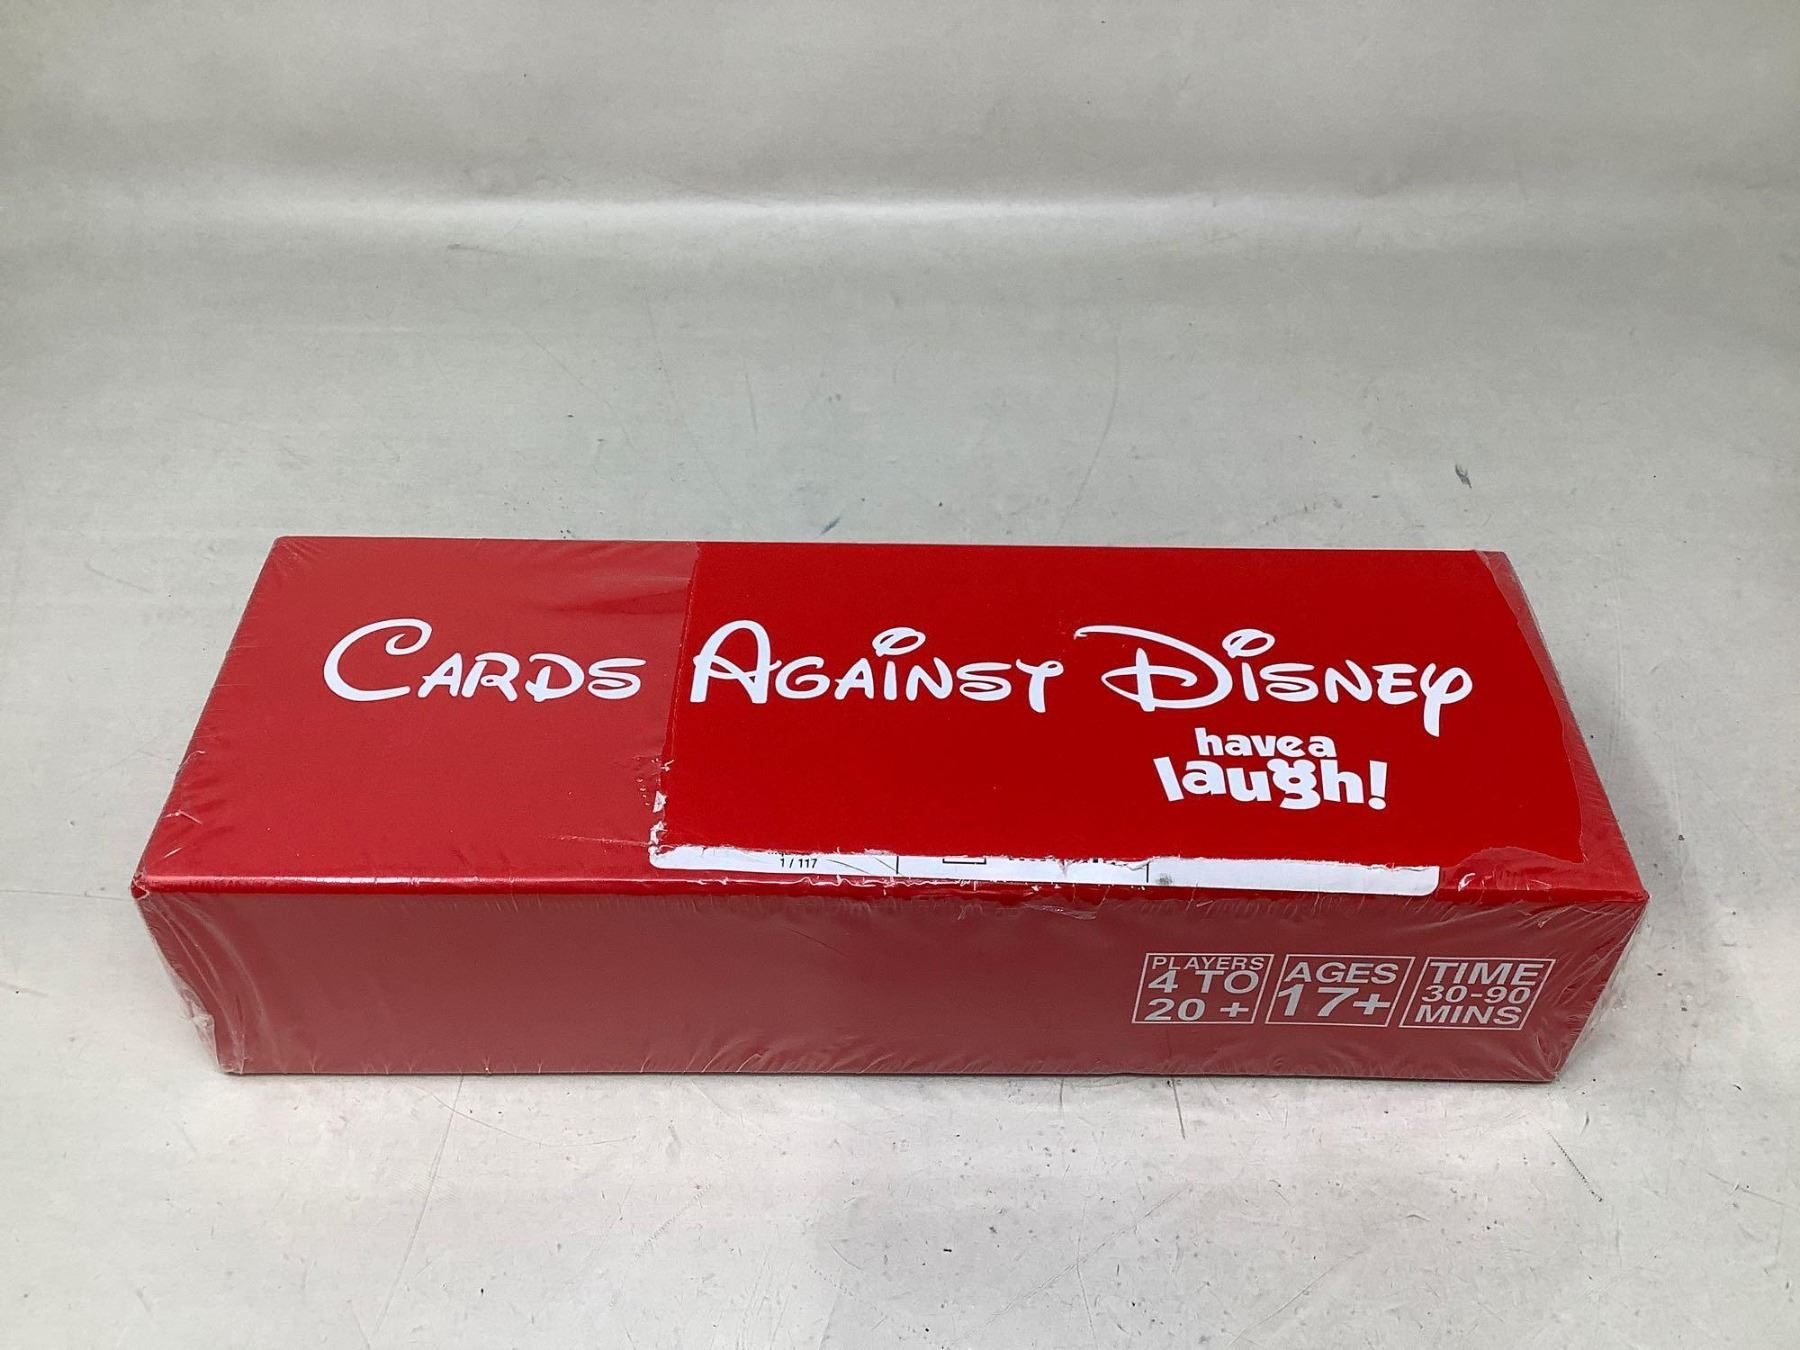 CARDS AGAINST DISNEY
have a
laugh!
1 / 117
PLAYERS
4 TO
20 +
AGES
17+
TIME
30-90
MINS